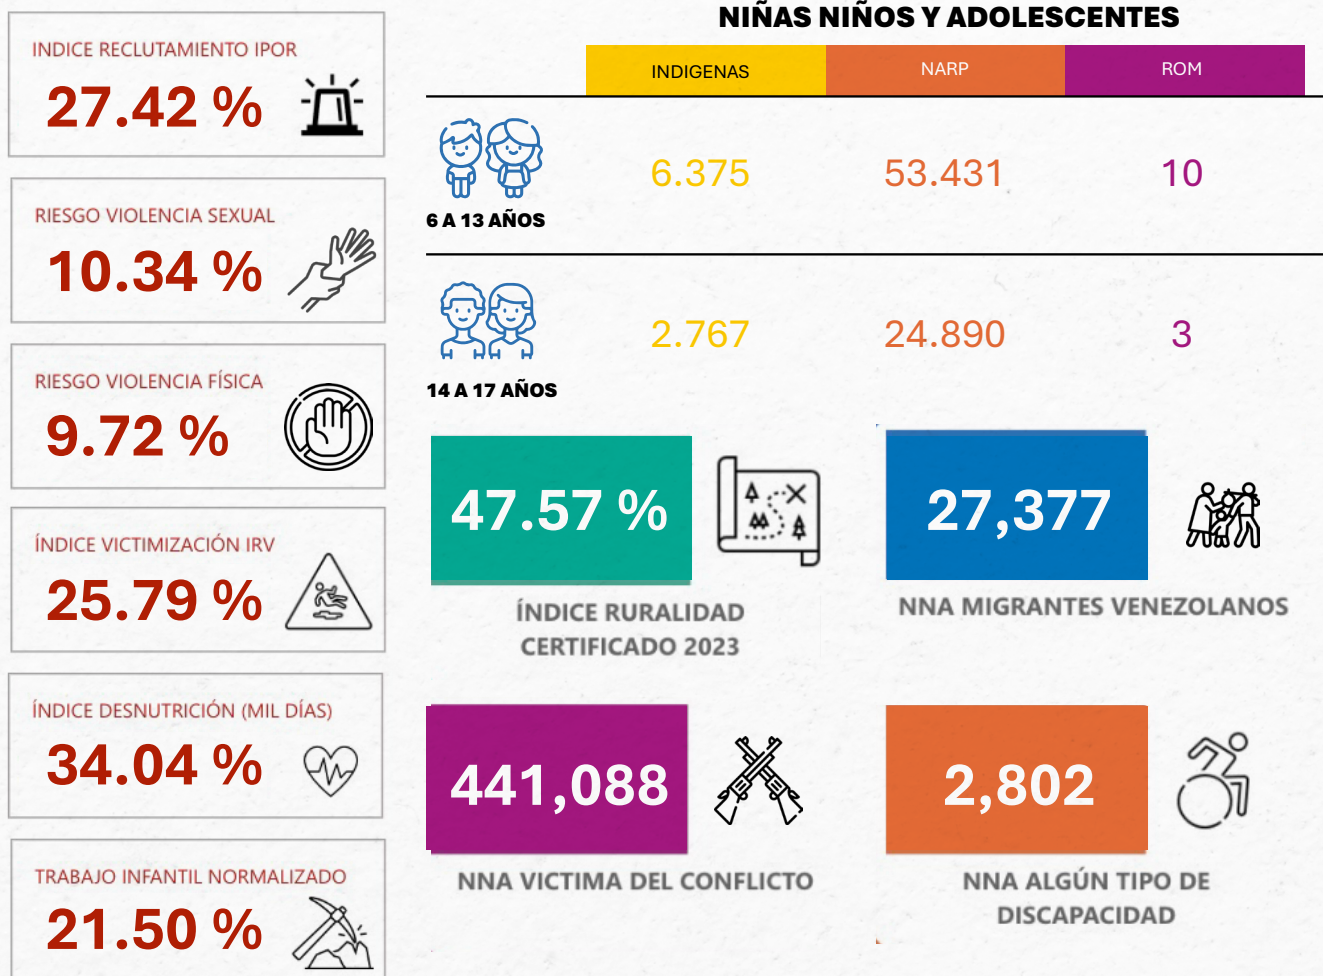 INDICE RECLUTAMIENTO IPOR
27.42 %
RIESGO VIOLENCIA SEXUAL
10.34 %
RIESGO VIOLENCIA FÍSICA
9.72 %
ÍNDICE VICTIMIZACIÓN IRV
25.79 %
ÍNDICE DESNUTRICIÓN (MIL DÍAS)
34.04 %
TRABAJO INFANTIL NORMALIZADO
21.50 %
NIÑAS NIÑOS Y ADOLESCENTES
INDIGENAS NARP ROM
6.375 53.431 10
6 A 13 AÑOS
2.767 24.890 3
14 A 17 AÑOS
47.57 %
ÍNDICE RURALIDAD
CERTIFICADO 2023
27,377
NNA MIGRANTES VENEZOLANOS
441,088
NNA VICTIMA DEL CONFLICTO
2,802
NNA ALGÚN TIPO DE
DISCAPACIDAD